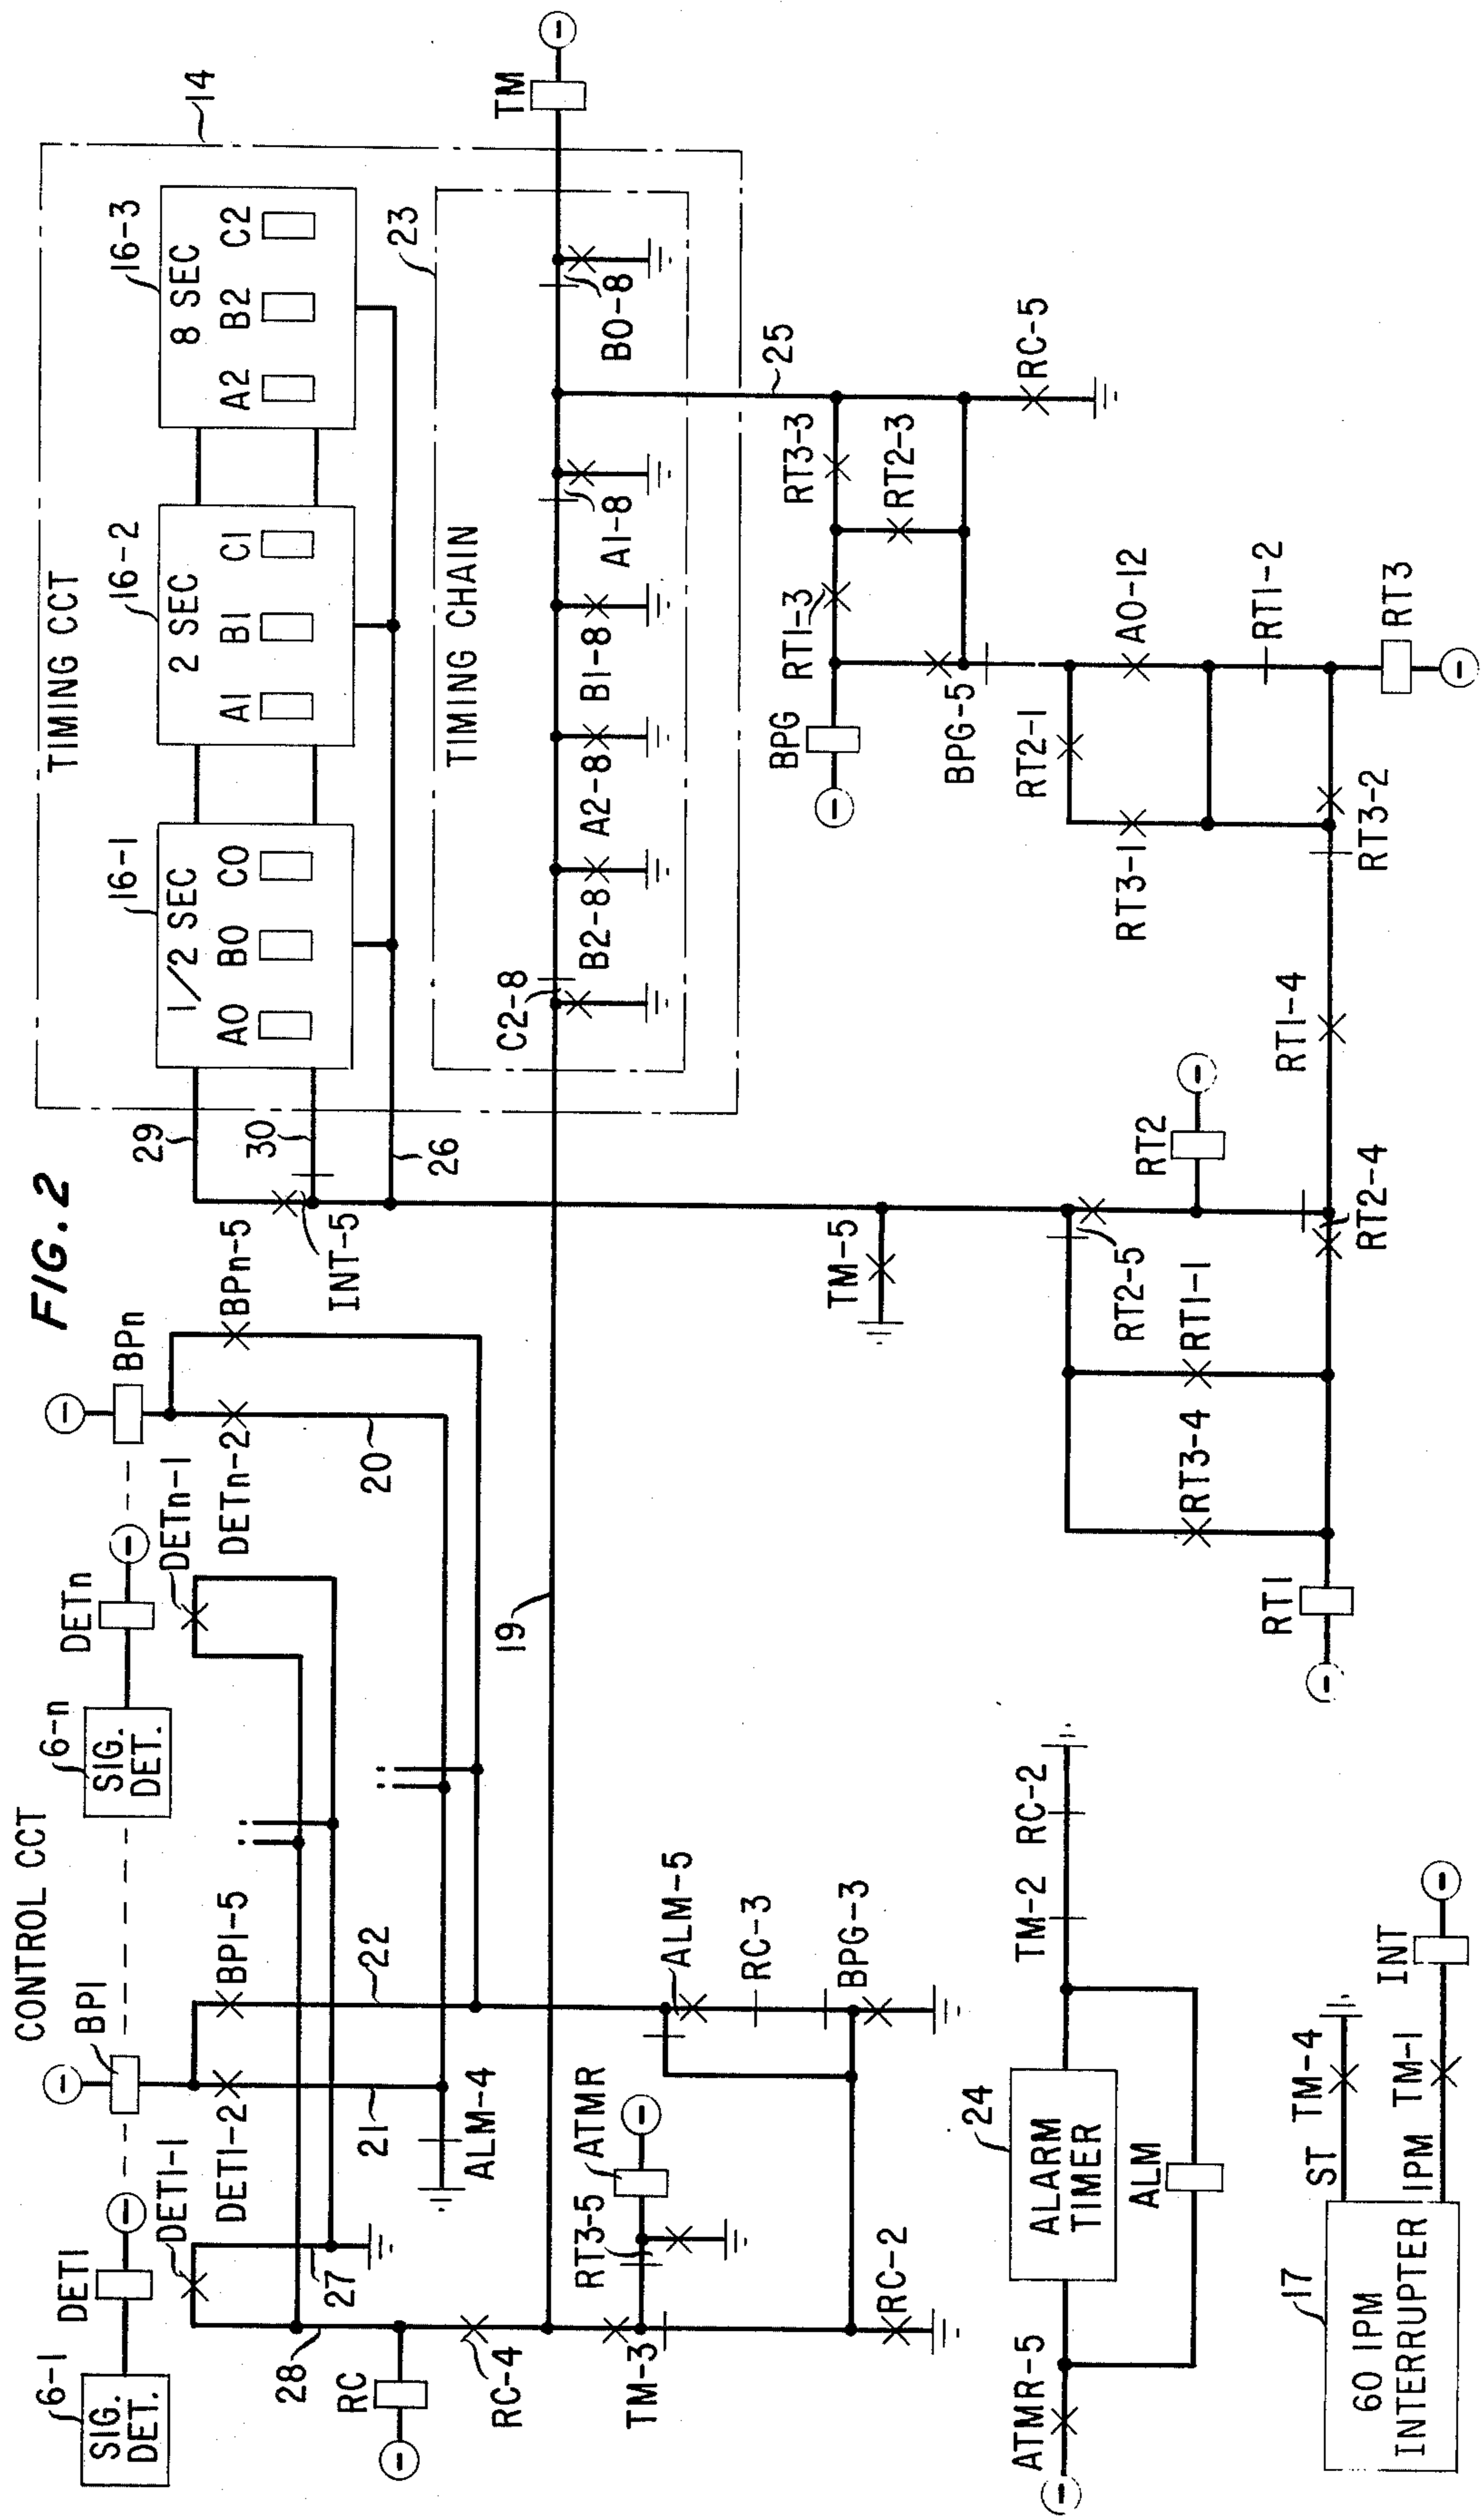 FIG. 2
CONTROL CCT
6-1
SIG.
DET.
DET1
BP1
6-n
SIG.
DET.
DETn
BPn
DET1-1
DET1-2
BP1-5
DETn-1
DETn-2
BPn-5
27
28
21
22
20
ALM-4
RC
RC-4
19
TM-3
RT3-5
ATMR
ALM-5
RC-3
BPG-3
RC-2
TIMING CCT
14
16-1
1/2 SEC
A0 B0 C0
16-2
2 SEC
A1 B1 C1
16-3
8 SEC
A2 B2 C2
29
30
26
INT-5
TIMING CHAIN
23
C2-8
B2-8
A2-8
B1-8
A1-8
B0-8
TM
25
TM-5
BPG
RT1-3
RT3-3
RT2-3
RC-5
BPG-5
RT2-1
A0-12
RT3-1
RT1-2
RT3-2
RT3
RT1-4
RT2
RT2-4
RT2-5
RT1-1
RT3-4
RT1
ATMR-5
24
ALARM
TIMER
ALM
TM-2
RC-2
17
60 IPM
INTERRUPTER
ST
TM-4
IPM
TM-1
INT